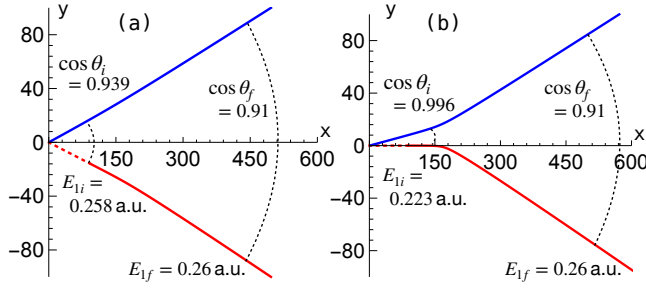 y
(a)
80
40
0
−40
−80
cos θi
= 0.939
cos θf
= 0.91
x
150
300
450
600
E1i =
0.258 a.u.
E1f = 0.26 a.u.
y
(b)
80
40
0
−40
−80
cos θi
= 0.996
cos θf
= 0.91
x
150
300
450
600
E1i =
0.223 a.u.
E1f = 0.26 a.u.